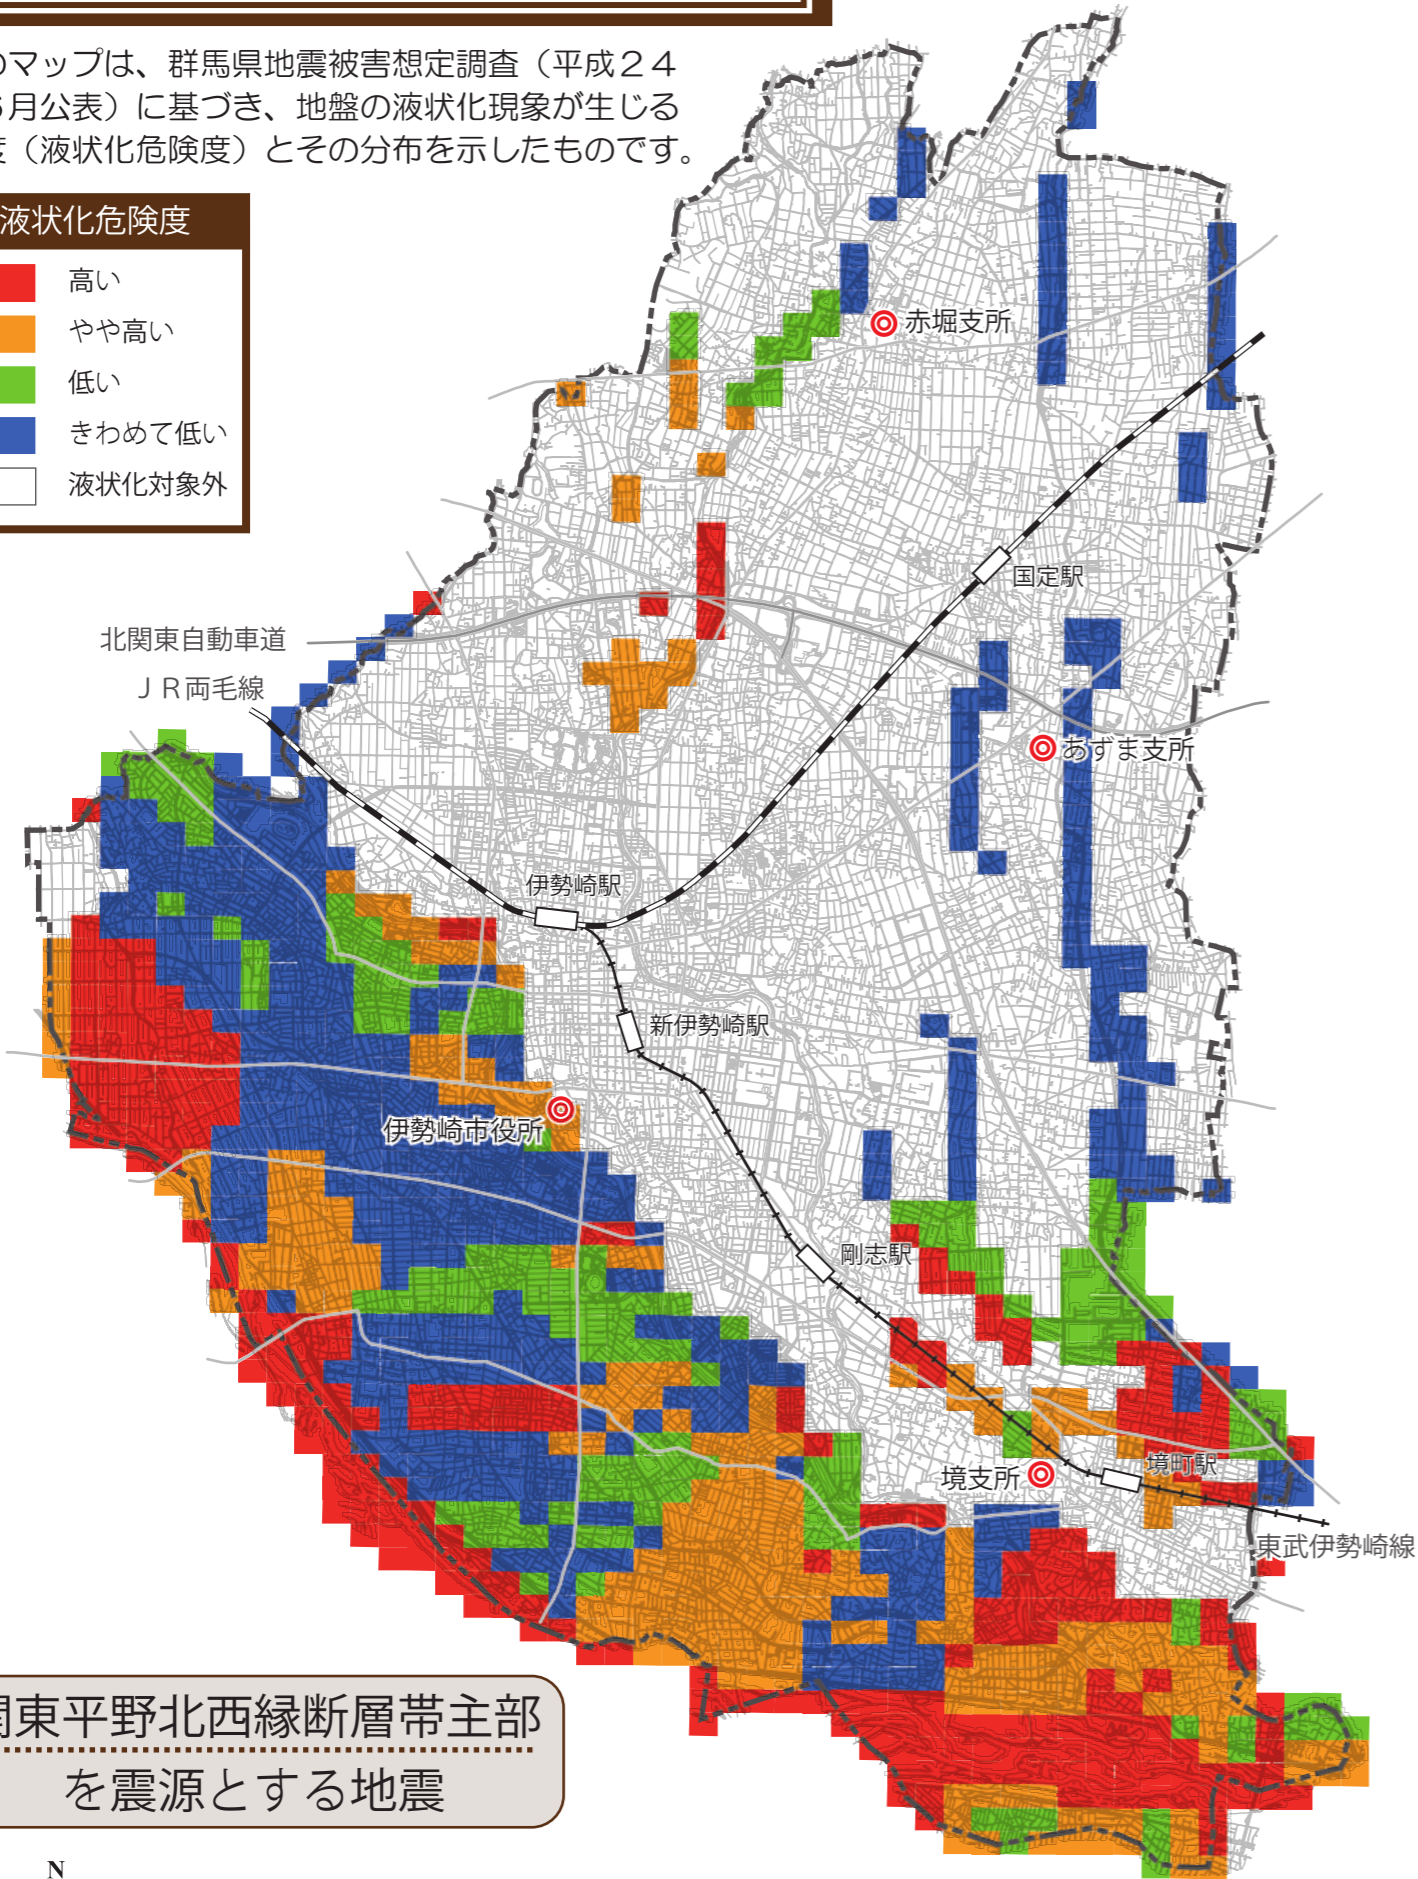 のマップは、群馬県地震被害想定調査（平成２４
月公表）に基づき、地盤の液状化現象が生じる
度（液状化危険度）とその分布を示したものです。
液状化危険度
高い
やや高い
低い
きわめて低い
液状化対象外
赤堀支所
国定駅
北関東自動車道
ＪＲ両毛線
あずま支所
伊勢崎駅
新伊勢崎駅
伊勢崎市役所
剛志駅
境支所
境町駅
東武伊勢崎線
関東平野北西縁断層帯主部
を震源とする地震
N